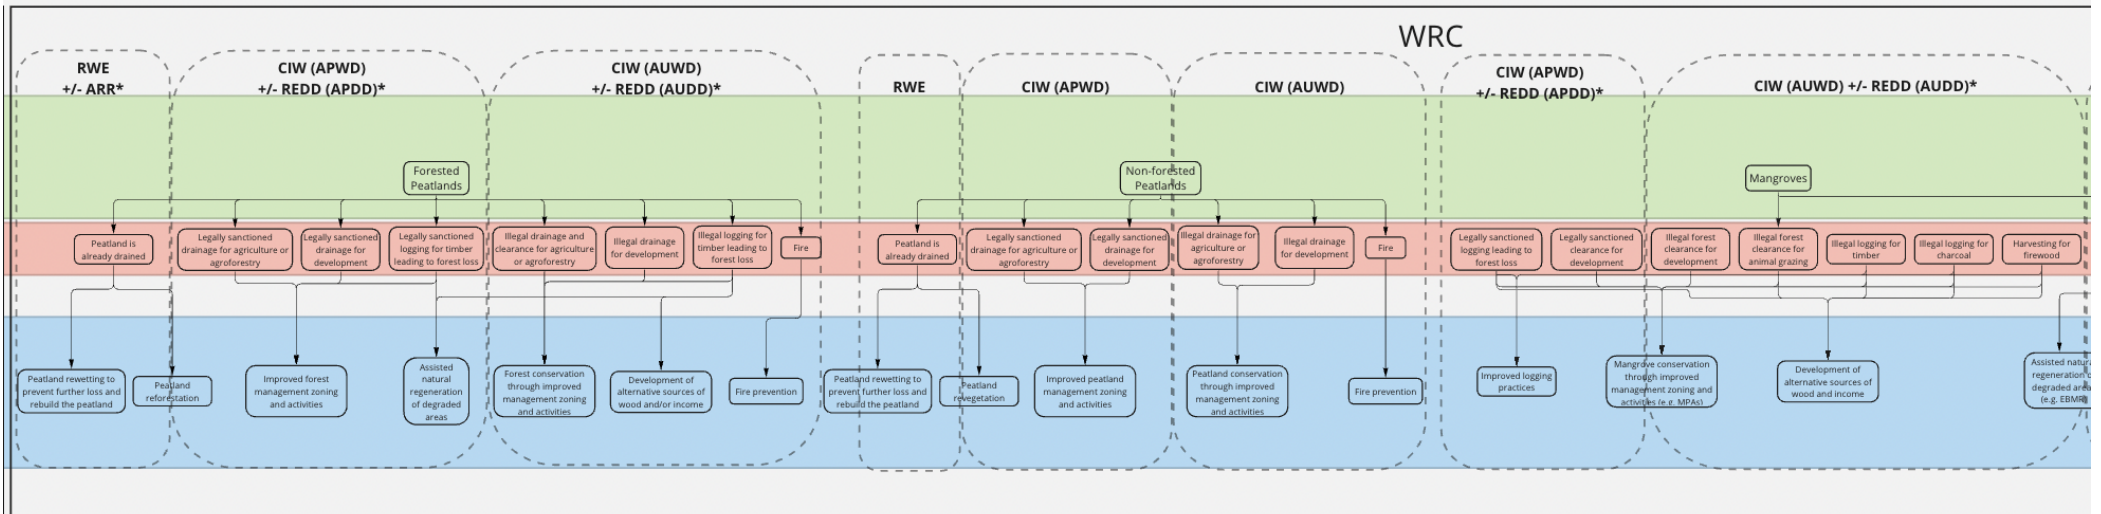 WRC
RWE
+/- ARR*
CIW (APWD)
+/- REDD (APDD)*
CIW (AUWD)
+/- REDD (AUDD)*
RWE
CIW (APWD)
CIW (AUWD)
CIW (APWD)
+/- REDD (APDD)*
CIW (AUWD) +/- REDD (AUDD)*
Forested
Peatlands
Non-forested
Peatlands
Mangroves
Peatland is
already drained
Legally sanctioned
drainage for agriculture or
agroforestry
Legally sanctioned
drainage for
development
Legally sanctioned
logging for timber
leading to forest loss
Illegal drainage and
clearance for agriculture
or agroforestry
Illegal drainage
for development
Illegal logging for
timber leading to
forest loss
Fire
Peatland is
already drained
Legally sanctioned
drainage for agriculture or
agroforestry
Legally sanctioned
drainage for
development
Illegal drainage for
agriculture or
agroforestry
Illegal drainage
for development
Fire
Legally sanctioned
logging leading to
forest loss
Legally sanctioned
clearance for
development
Illegal forest
clearance for
development
Illegal forest
clearance for
animal grazing
Illegal logging for
timber
Illegal logging for
charcoal
Harvesting for
firewood
Peatland rewetting to
prevent further loss and
rebuild the peatland
Peatland
reforestation
Improved forest
management zoning
and activities
Assisted
natural
regeneration
of degraded
areas
Forest conservation
through improved
management zoning
and activities
Development of
alternative sources of
wood and/or income
Fire prevention
Peatland rewetting to
prevent further loss and
rebuild the peatland
Peatland
revegetation
Improved peatland
management zoning
and activities
Peatland conservation
through improved
management zoning
and activities
Fire prevention
Improved logging
practices
Mangrove conservation
through improved
management zoning and
activities (e.g. MPAs)
Development of
alternative sources of
wood and income
Assisted natura
regeneration o
degraded area
(e.g. EBMR